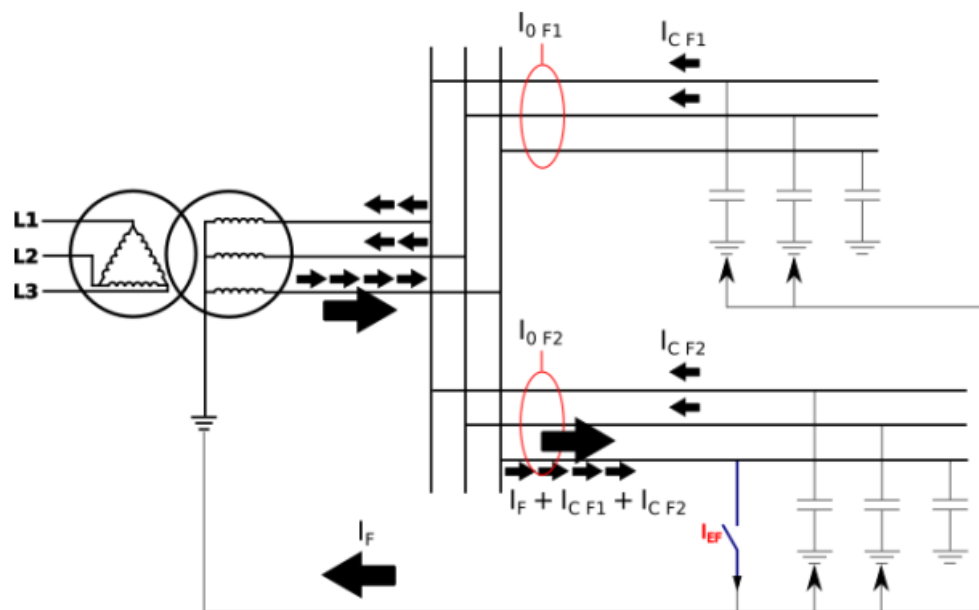 I0 F1
IC F1
L1
L2
L3
I0 F2
IC F2
IF + IC F1 + IC F2
IF
IEF